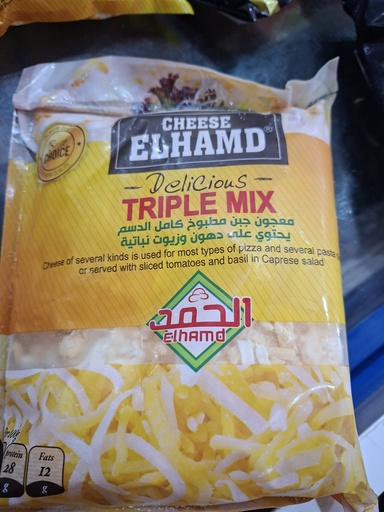 CHOICE
CHEESE
ELHAMD®
Delicious
TRIPLE MIX
معجون جبن مطبوخ كامل الدسم
يحتوي على دهون وزيوت نباتية
Cheese of several kinds is used for most types of pizza and several pasta
or served with sliced tomatoes and basil in Caprese salad
الحمد
Elhamd
Fats
28
12
g
g